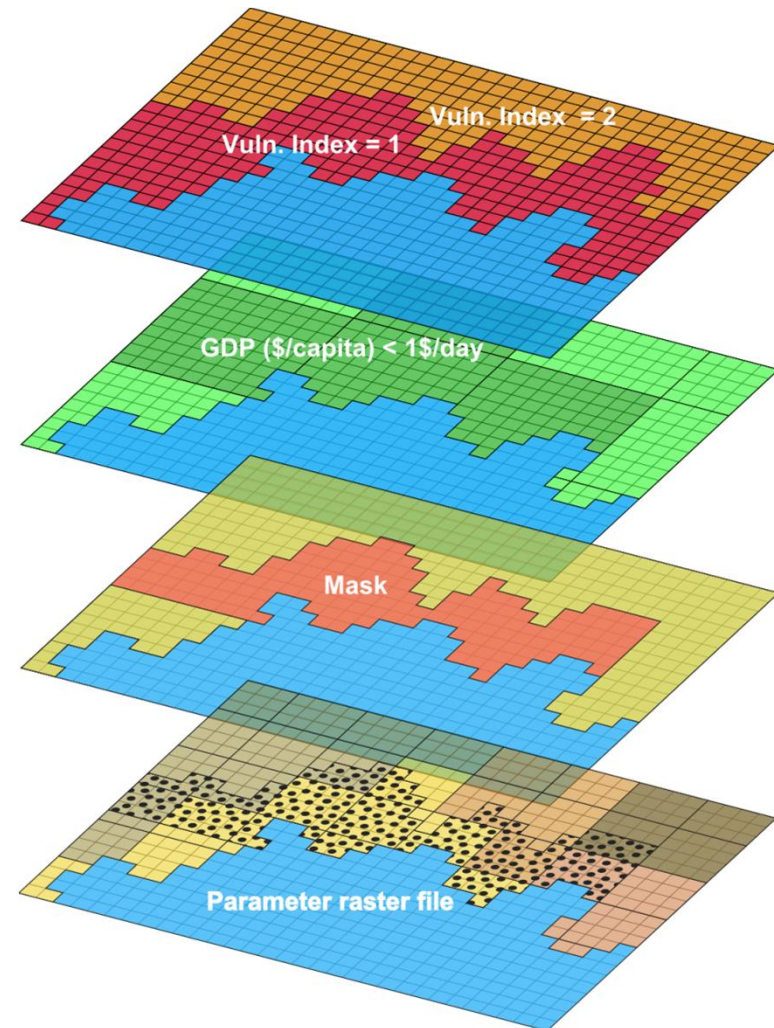 Vuln. Index = 2
Vuln. Index = 1
GDP ($/capita) < 1$/day
Mask
Parameter raster file